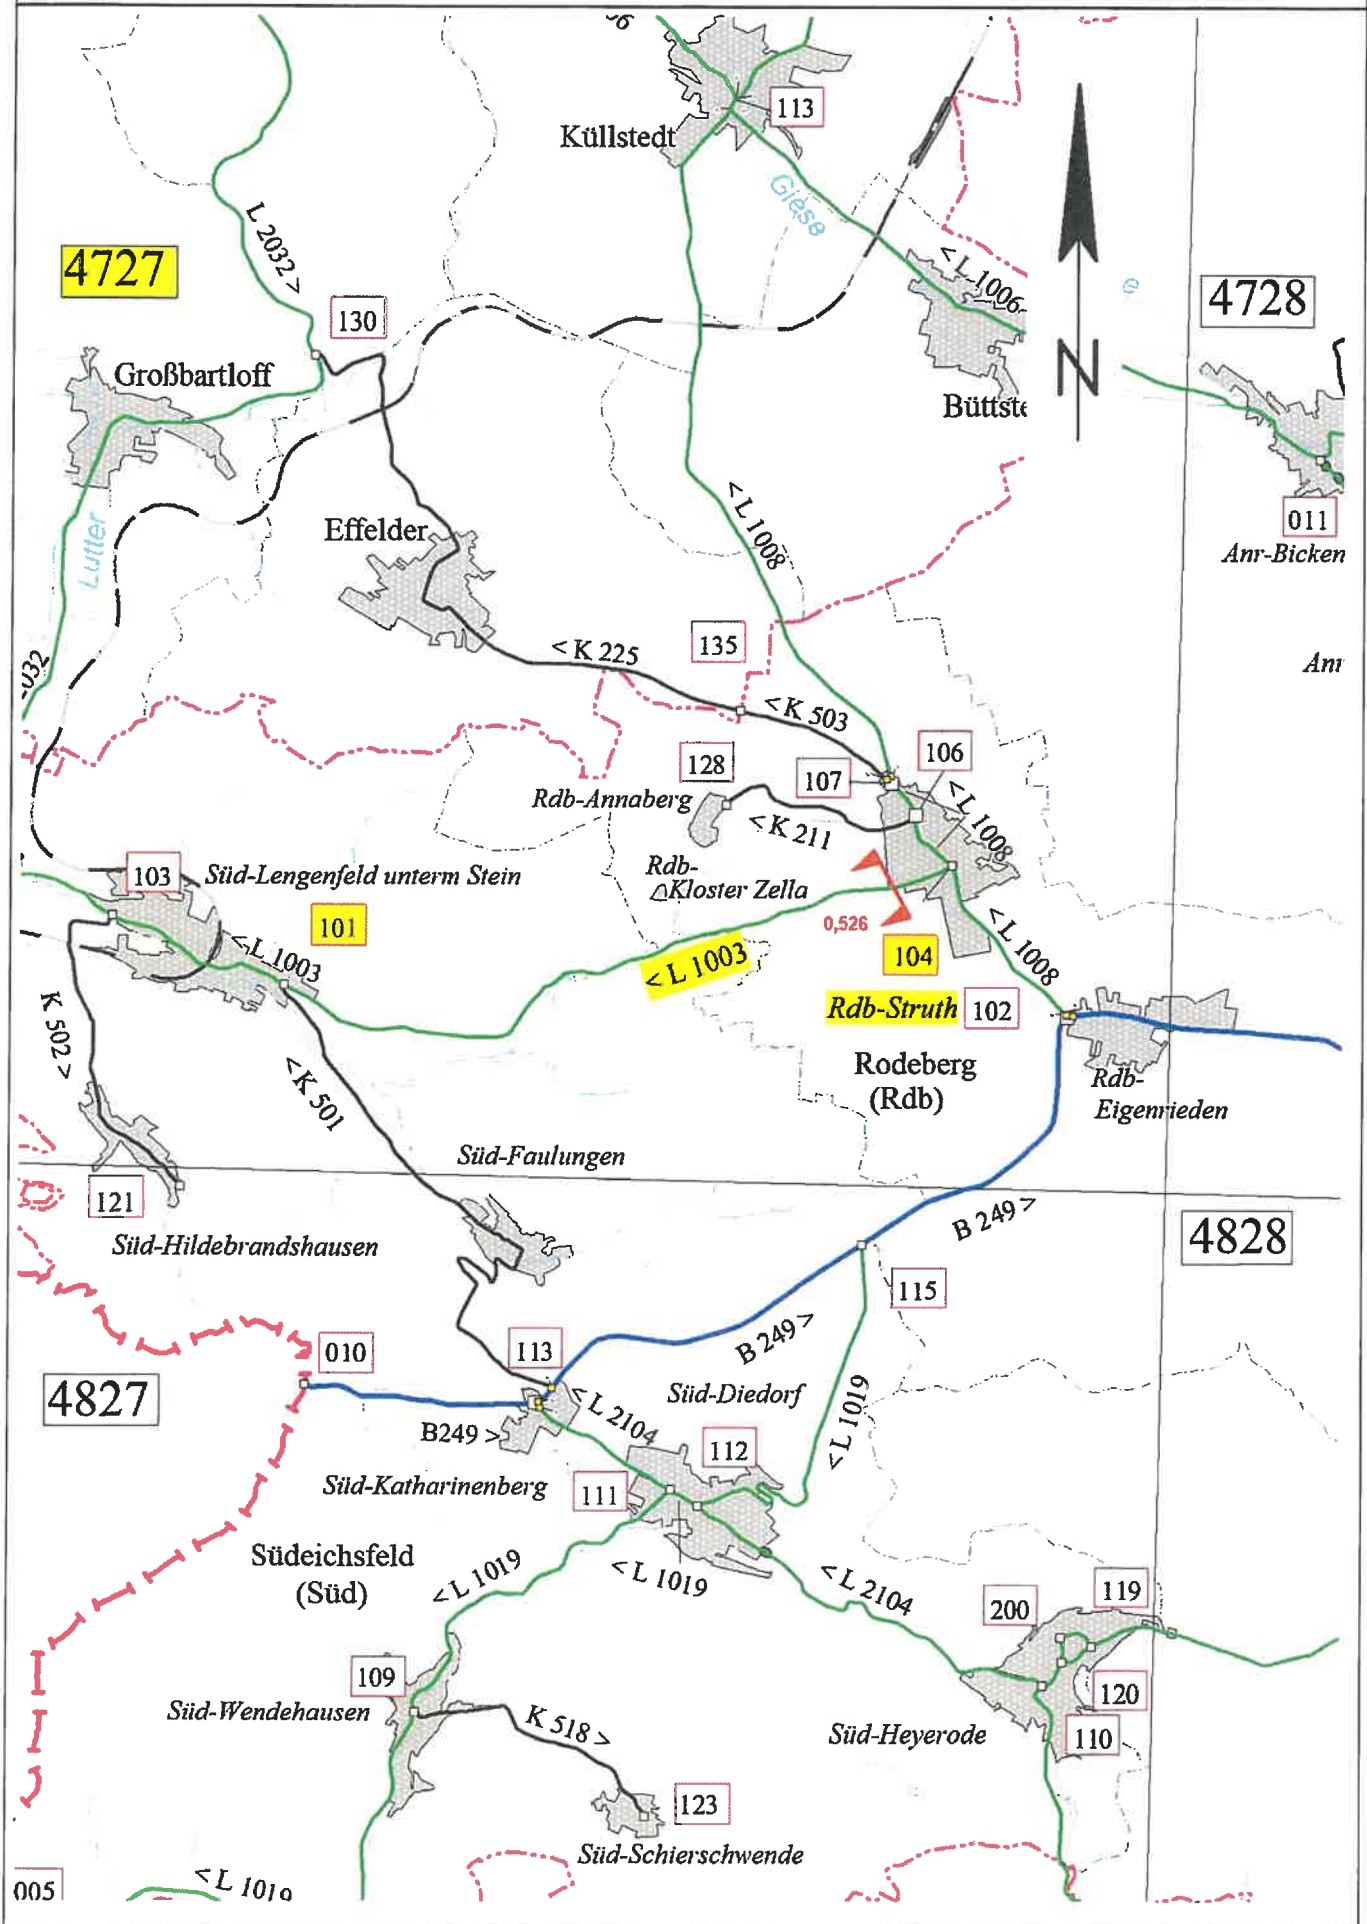 113
Küllstedt
Giese
L 2032 >
4727
< L 1006
4728
130
Großbartloff
Büttste
011
Anr-Bicken
< L 1008
Lutter
Effelder
< K 225
135
032
< K 503
128
107
106
Rdb-Annaberg
< K 211
< L 1008
103
Süd-Lengenfeld unterm Stein
Rdb-
Kloster Zella
101
0,526
< L 1003
< L 1003
104
< L 1008
Rdb-Struth
102
K 502 >
Rodeberg
(Rdb)
Rdb-
Eigenrieden
< K 501
Süd-Faulungen
121
Süd-Hildebrandshausen
B 249 >
4828
115
010
113
B 249 >
4827
Süd-Diedorf
< L 2104
< L 1019
B249 >
112
Süd-Katharinenberg
111
Südeichsfeld
(Süd)
< L 1019
< L 1019
< L 2104
119
200
109
120
Süd-Wendehausen
K 518 >
Süd-Heyerode
110
123
Süd-Schierschwende
005
< L 1019